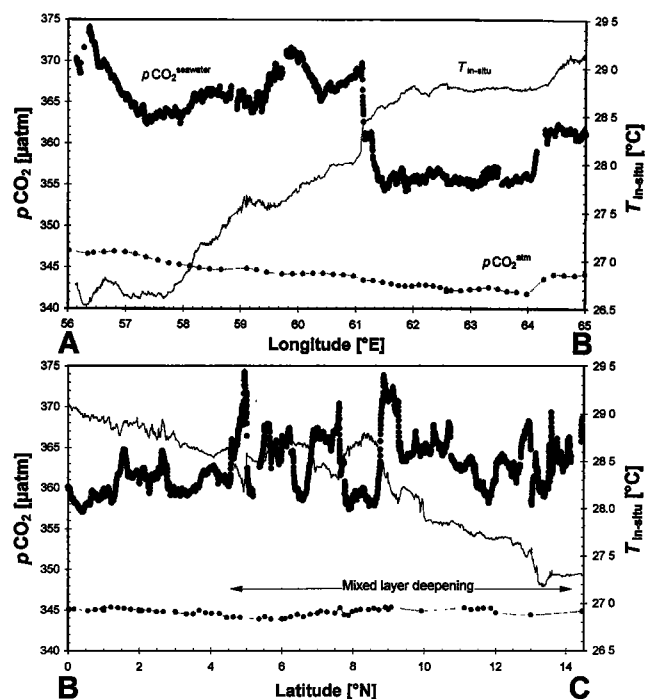 375
370
365
360
355
350
345
340
pCO₂ [µatm]
pCO₂ˢᵉᵃʷᵃᵗᵉʳ
T in-situ
pCO₂ᵃᵗᵐ
29.5
29.0
28.5
28.0
27.5
27.0
26.5
T in-situ [°C]
56 57 58 59 60 61 62 63 64 65
A Longitude [°E] B
375
370
365
360
355
350
345
340
pCO₂ [µatm]
Mixed layer deepening
29.5
29.0
28.5
28.0
27.5
27.0
26.5
T in-situ [°C]
0 2 4 6 8 10 12 14
B Latitude [°N] C